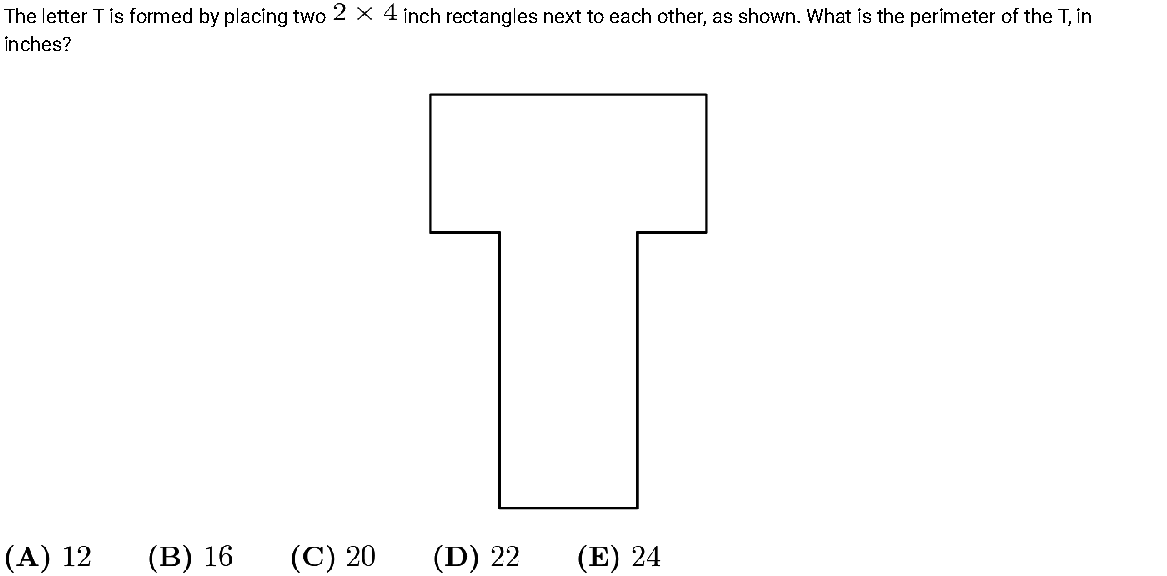 The letter T is formed by placing two 2 × 4 inch rectangles next to each other, as shown. What is the perimeter of the T, in
inches?
(A) 12 (B) 16 (C) 20 (D) 22 (E) 24